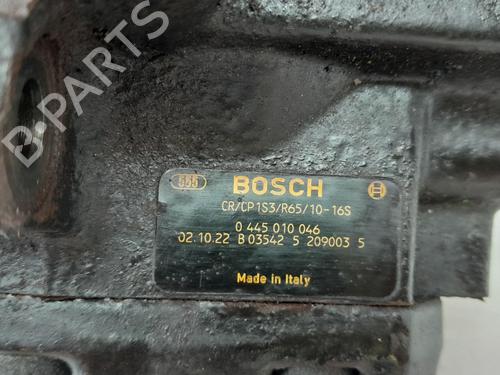 555 BOSCH
CR/CP1S3/R65/10-16S
0 445 010 046
02.10.22 B 03542 5 209003 5
Made in Italy
B-PARTS